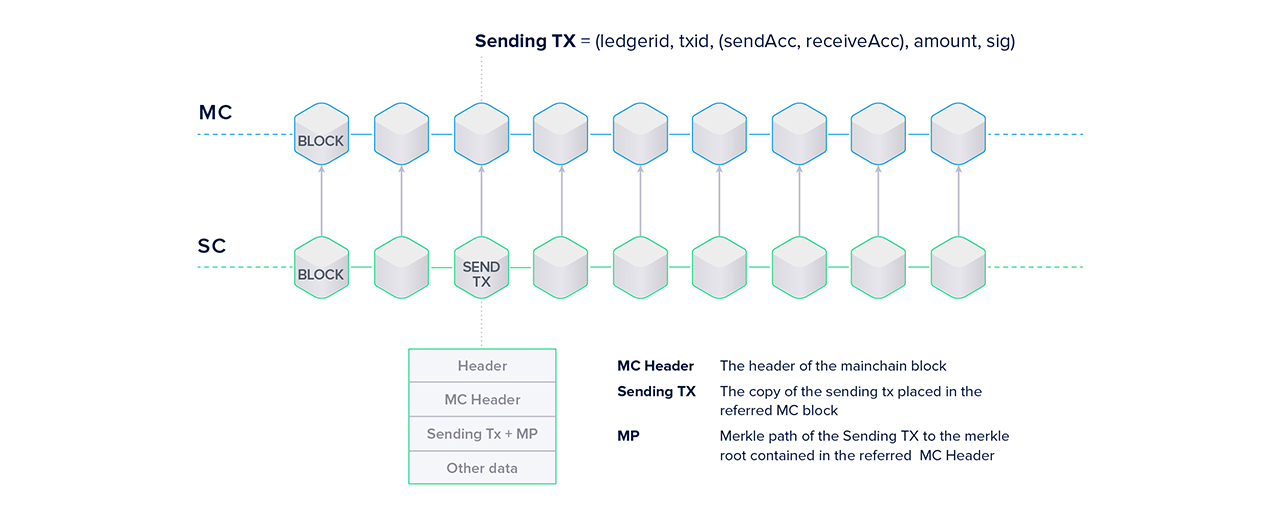 Sending TX = (ledgerid, txid, (sendAcc, receiveAcc), amount, sig)
MC
BLOCK
SC
BLOCK
SEND
TX
Header
MC Header
Sending Tx + MP
Other data
MC Header The header of the mainchain block
Sending TX The copy of the sending tx placed in the
referred MC block
MP Merkle path of the Sending TX to the merkle
root contained in the referred MC Header